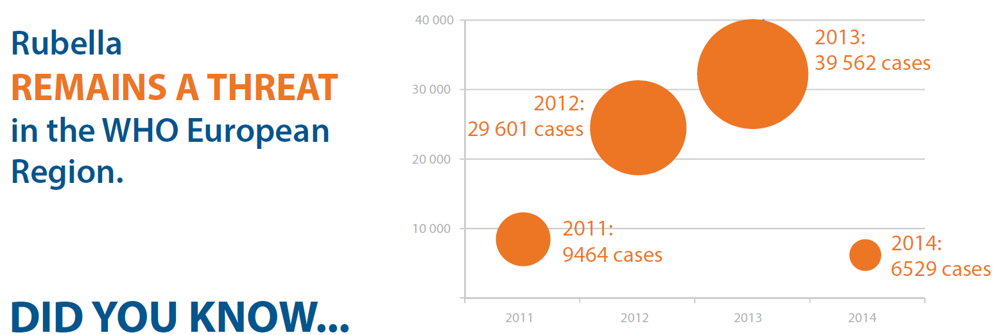 Rubella
REMAINS A THREAT
in the WHO European
Region.
DID YOU KNOW...
40 000
30 000
20 000
10 000
2011:
9464 cases
2012:
29 601 cases
2013:
39 562 cases
2014:
6529 cases
2011
2012
2013
2014